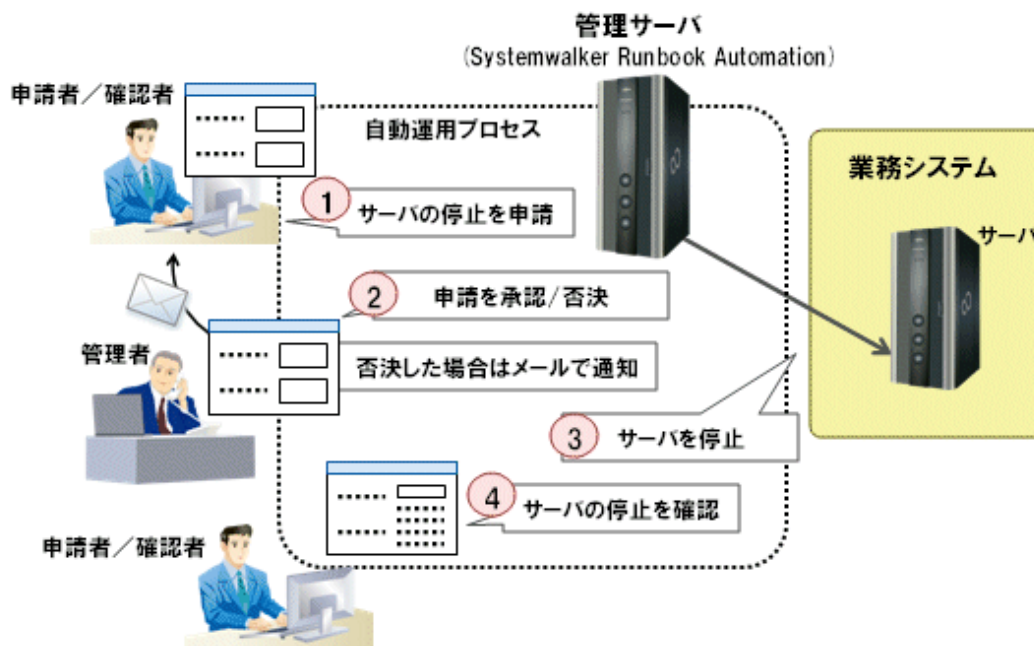 管理サーバ
(Systemwalker Runbook Automation)
申請者／確認者
自動運用プロセス
業務システム
サーバ
1 サーバの停止を申請
2 申請を承認/否決
管理者
否決した場合はメールで通知
3 サーバを停止
4 サーバの停止を確認
申請者／確認者